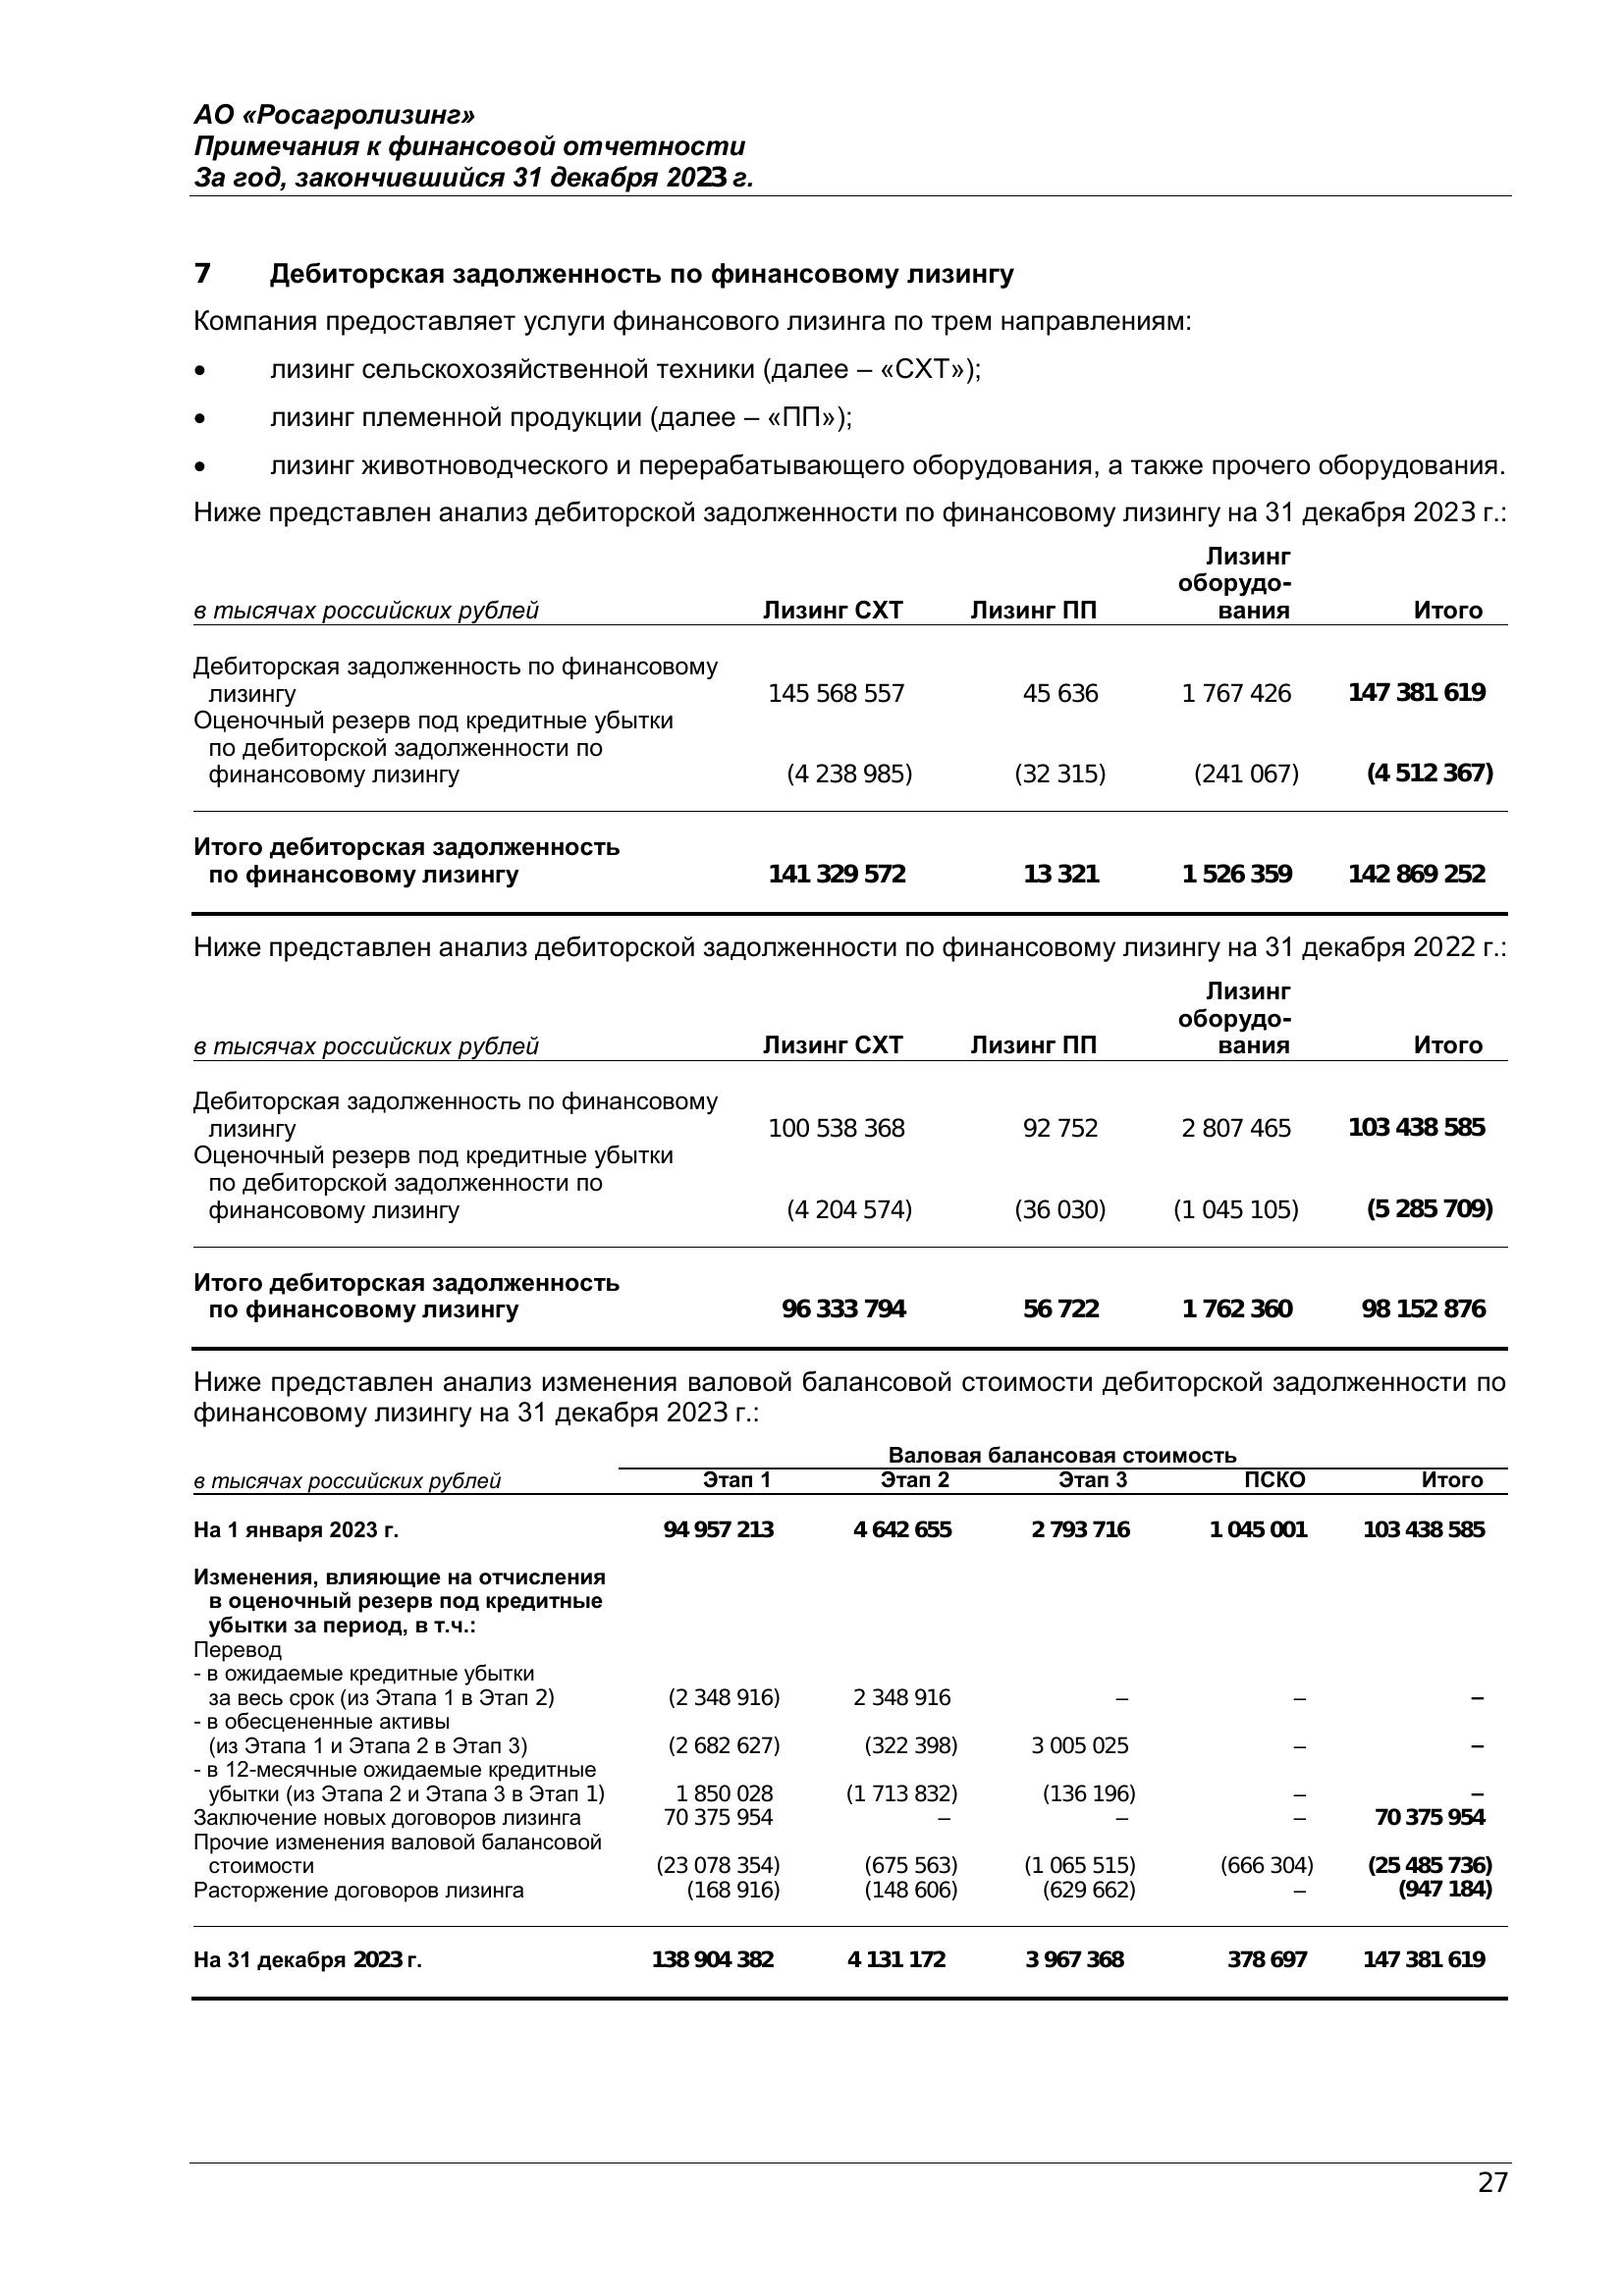 АО «Росагролизинг»
Примечания к финансовой отчетности
За год, закончившийся 31 декабря 2023 г.
7 Дебиторская задолженность по финансовому лизингу
Компания предоставляет услуги финансового лизинга по трем направлениям:
• лизинг сельскохозяйственной техники (далее – «СХТ»);
• лизинг племенной продукции (далее – «ПП»);
• лизинг животноводческого и перерабатывающего оборудования, а также прочего оборудования.
Ниже представлен анализ дебиторской задолженности по финансовому лизингу на 31 декабря 2023 г.:
Лизинг
оборудо-
в тысячах российских рублей Лизинг СХТ Лизинг ПП вания Итого
Дебиторская задолженность по финансовому
лизингу 145 568 557 45 636 1 767 426 147 381 619
Оценочный резерв под кредитные убытки
по дебиторской задолженности по
финансовому лизингу (4 238 985) (32 315) (241 067) (4 512 367)
Итого дебиторская задолженность
по финансовому лизингу 141 329 572 13 321 1 526 359 142 869 252
Ниже представлен анализ дебиторской задолженности по финансовому лизингу на 31 декабря 2022 г.:
Лизинг
оборудо-
в тысячах российских рублей Лизинг СХТ Лизинг ПП вания Итого
Дебиторская задолженность по финансовому
лизингу 100 538 368 92 752 2 807 465 103 438 585
Оценочный резерв под кредитные убытки
по дебиторской задолженности по
финансовому лизингу (4 204 574) (36 030) (1 045 105) (5 285 709)
Итого дебиторская задолженность
по финансовому лизингу 96 333 794 56 722 1 762 360 98 152 876
Ниже представлен анализ изменения валовой балансовой стоимости дебиторской задолженности по
финансовому лизингу на 31 декабря 2023 г.:
Валовая балансовая стоимость
в тысячах российских рублей Этап 1 Этап 2 Этап 3 ПСКО Итого
На 1 января 2023 г. 94 957 213 4 642 655 2 793 716 1 045 001 103 438 585
Изменения, влияющие на отчисления
в оценочный резерв под кредитные
убытки за период, в т.ч.:
Перевод
- в ожидаемые кредитные убытки
за весь срок (из Этапа 1 в Этап 2) (2 348 916) 2 348 916 – – –
- в обесцененные активы
(из Этапа 1 и Этапа 2 в Этап 3) (2 682 627) (322 398) 3 005 025 – –
- в 12-месячные ожидаемые кредитные
убытки (из Этапа 2 и Этапа 3 в Этап 1) 1 850 028 (1 713 832) (136 196) – –
Заключение новых договоров лизинга 70 375 954 – – – 70 375 954
Прочие изменения валовой балансовой
стоимости (23 078 354) (675 563) (1 065 515) (666 304) (25 485 736)
Расторжение договоров лизинга (168 916) (148 606) (629 662) – (947 184)
На 31 декабря 2023 г. 138 904 382 4 131 172 3 967 368 378 697 147 381 619
27